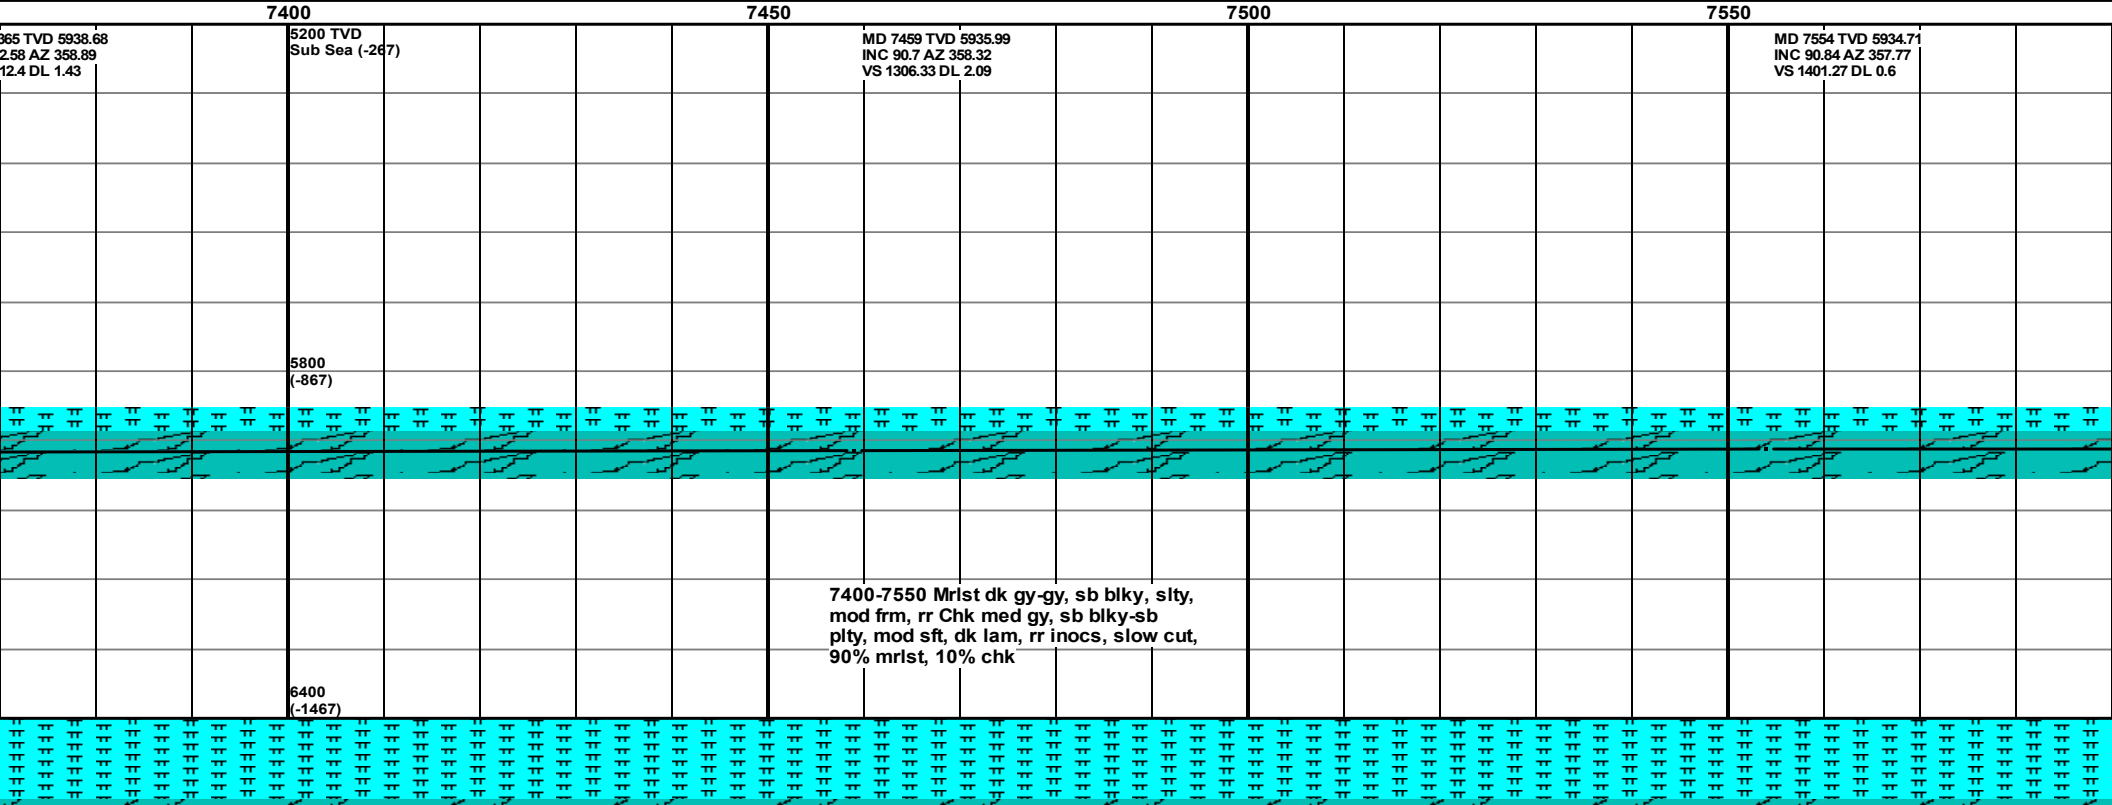 7400 7450 7500 7550
365 TVD 5938.68
2.58 AZ 358.89
12.4 DL 1.43
5200 TVD
Sub Sea (-267)
MD 7459 TVD 5935.99
INC 90.7 AZ 358.32
VS 1306.33 DL 2.09
MD 7554 TVD 5934.71
INC 90.84 AZ 357.77
VS 1401.27 DL 0.6
5800
(-867)
7400-7550 Mrlst dk gy-gy, sb blky, slty,
mod frm, rr Chk med gy, sb blky-sb
plty, mod sft, dk lam, rr inocs, slow cut,
90% mrlst, 10% chk
6400
(-1467)